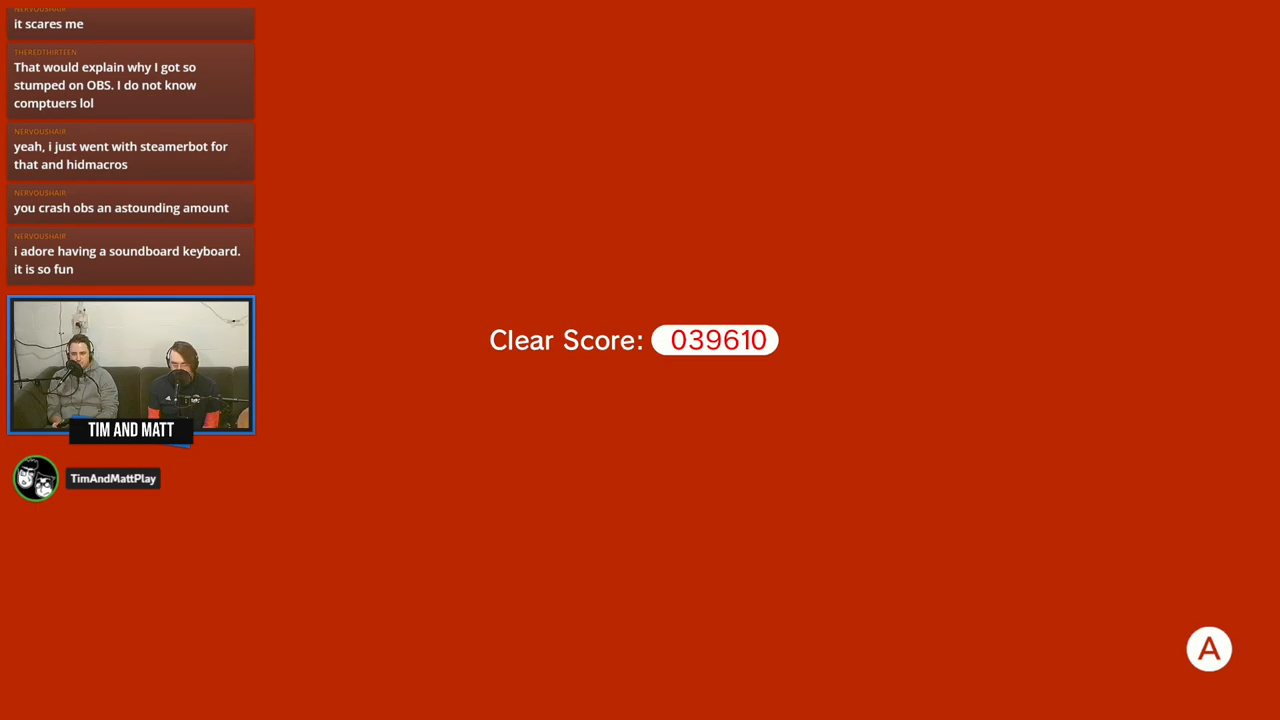 NERVOUSHAIR
it scares me
THEREDTHIRTEEN
That would explain why I got so
stumped on OBS. I do not know
comptuers lol
NERVOUSHAIR
yeah, i just went with steamerbot for
that and hidmacros
NERVOUSHAIR
you crash obs an astounding amount
NERVOUSHAIR
i adore having a soundboard keyboard.
it is so fun
Clear Score: 039610
TIM AND MATT
TimAndMattPlay
A